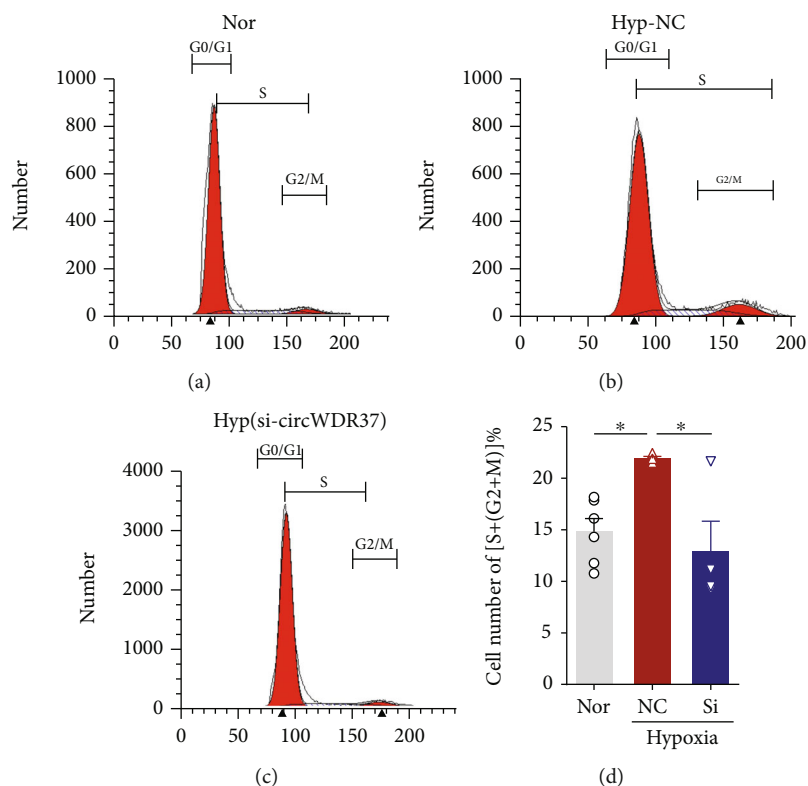 Nor
G0/G1
S
G2/M
Number
1000
800
600
400
200
0
0 50 100 150 200
(a)
Hyp-NC
G0/G1
S
G2/M
Number
1000
800
600
400
200
0
0 50 100 150 200
(b)
Hyp(si-circWDR37)
G0/G1
S
G2/M
Number
4000
3000
2000
1000
0
0 50 100 150 200
(c)
Cell number of [S+(G2+M)]%
25
20
15
10
5
0
* *
Nor NC Si
Hypoxia
(d)